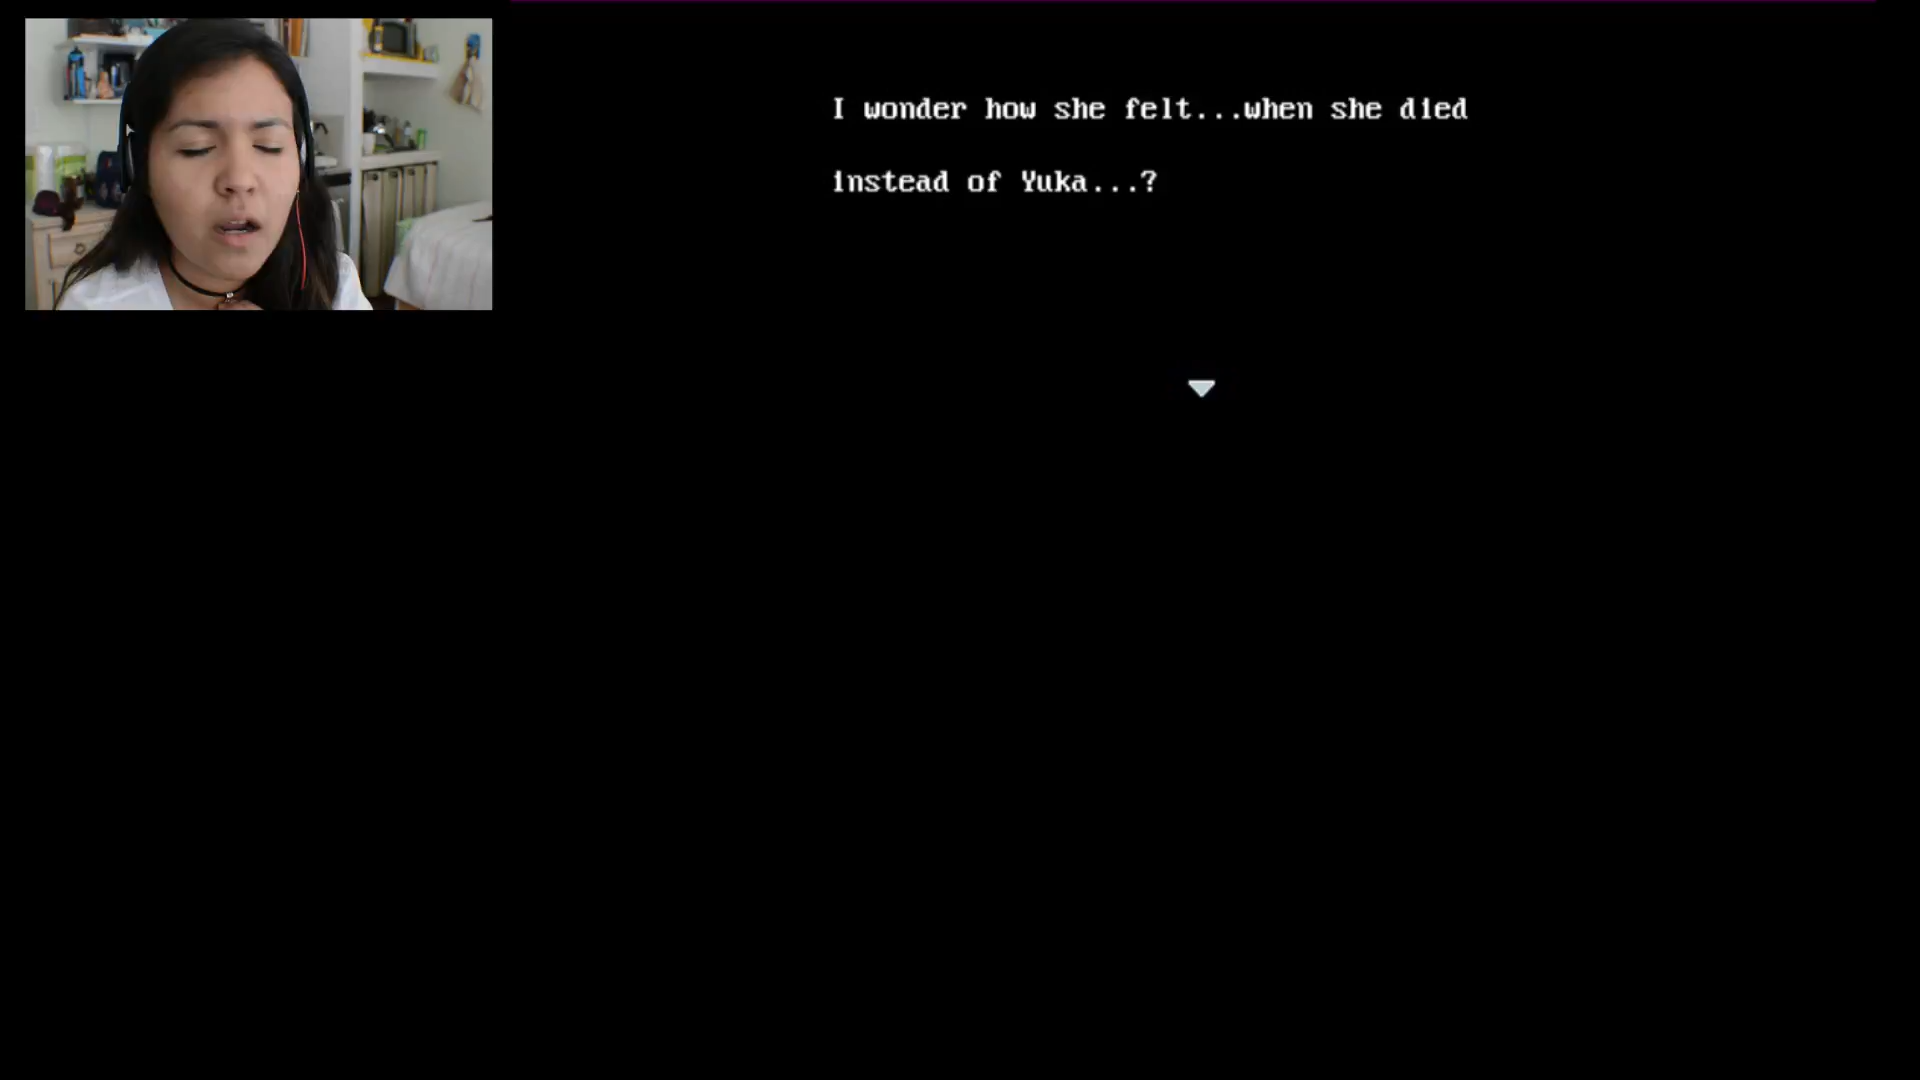 I wonder how she felt...when she died
instead of Yuka...?